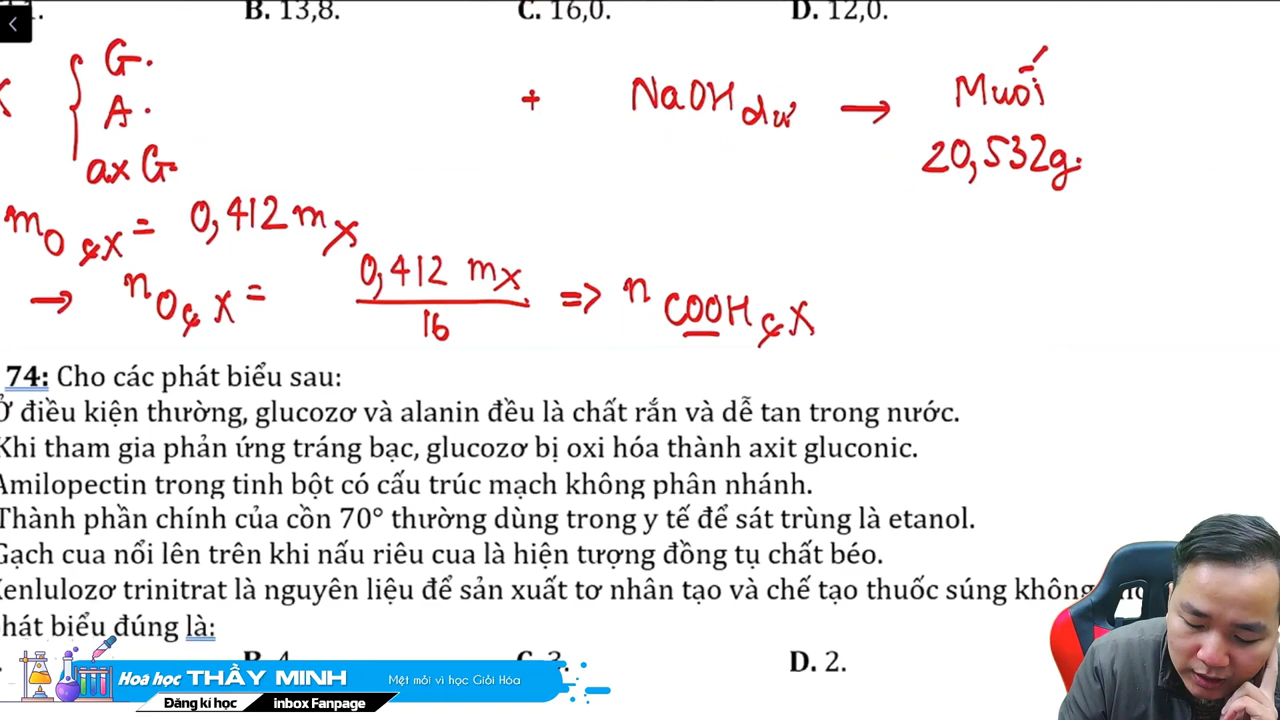 B. 13,8. C. 16,0. D. 12,0.
G.
A. + NaOH dư → Muối
ax G. 20,532g.
mO ∈ X = 0,412 mX
→ nO ∈ X = 0,412 mX / 16 => n COOH ∈ X
74: Cho các phát biểu sau:
Ở điều kiện thường, glucozơ và alanin đều là chất rắn và dễ tan trong nước.
Khi tham gia phản ứng tráng bạc, glucozơ bị oxi hóa thành axit gluconic.
Amilopectin trong tinh bột có cấu trúc mạch không phân nhánh.
Thành phần chính của cồn 70° thường dùng trong y tế để sát trùng là etanol.
Gạch cua nổi lên trên khi nấu riêu cua là hiện tượng đồng tụ chất béo.
Xenlulozơ trinitrat là nguyên liệu để sản xuất tơ nhân tạo và chế tạo thuốc súng không
phát biểu đúng là:
B. 4. C. 3. D. 2.
Hoá học THẦY MINH Mệt mỏi vì học Giỏi Hóa
Đăng kí học inbox Fanpage